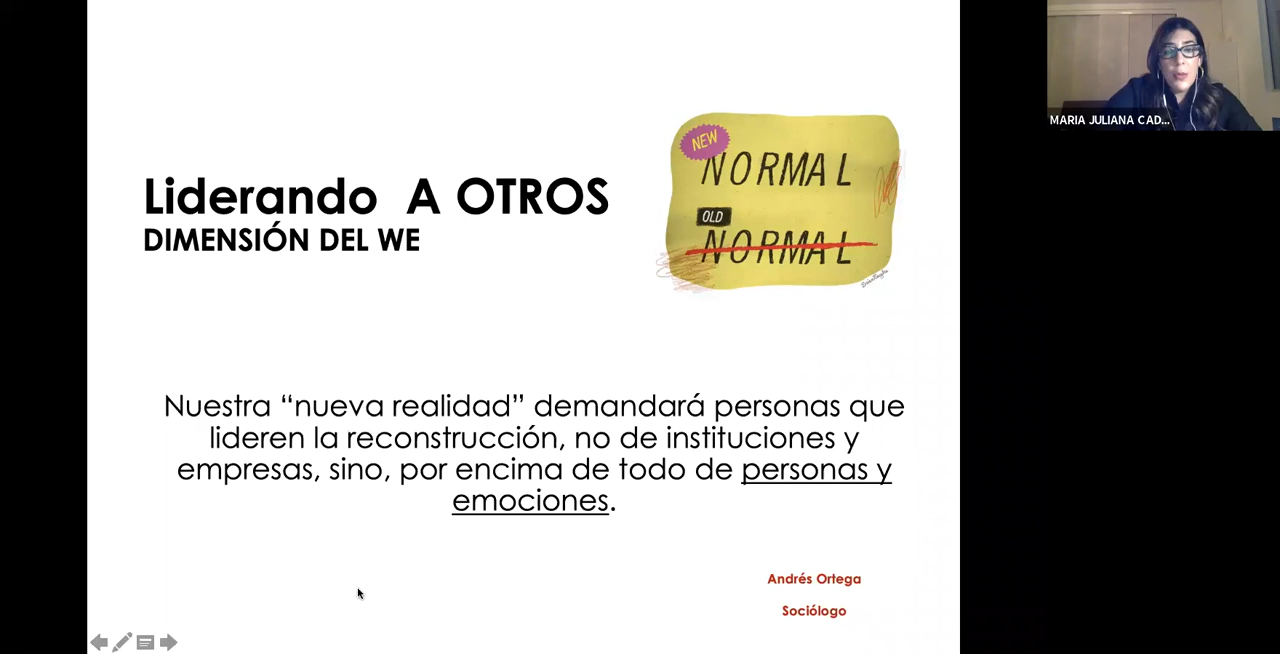 MARIA JULIANA CAD...
Liderando A OTROS
DIMENSIÓN DEL WE
NEW
NORMAL
OLD
NORMAL
Nuestra “nueva realidad” demandará personas que
lideren la reconstrucción, no de instituciones y
empresas, sino, por encima de todo de personas y
emociones.
Andrés Ortega
Sociólogo